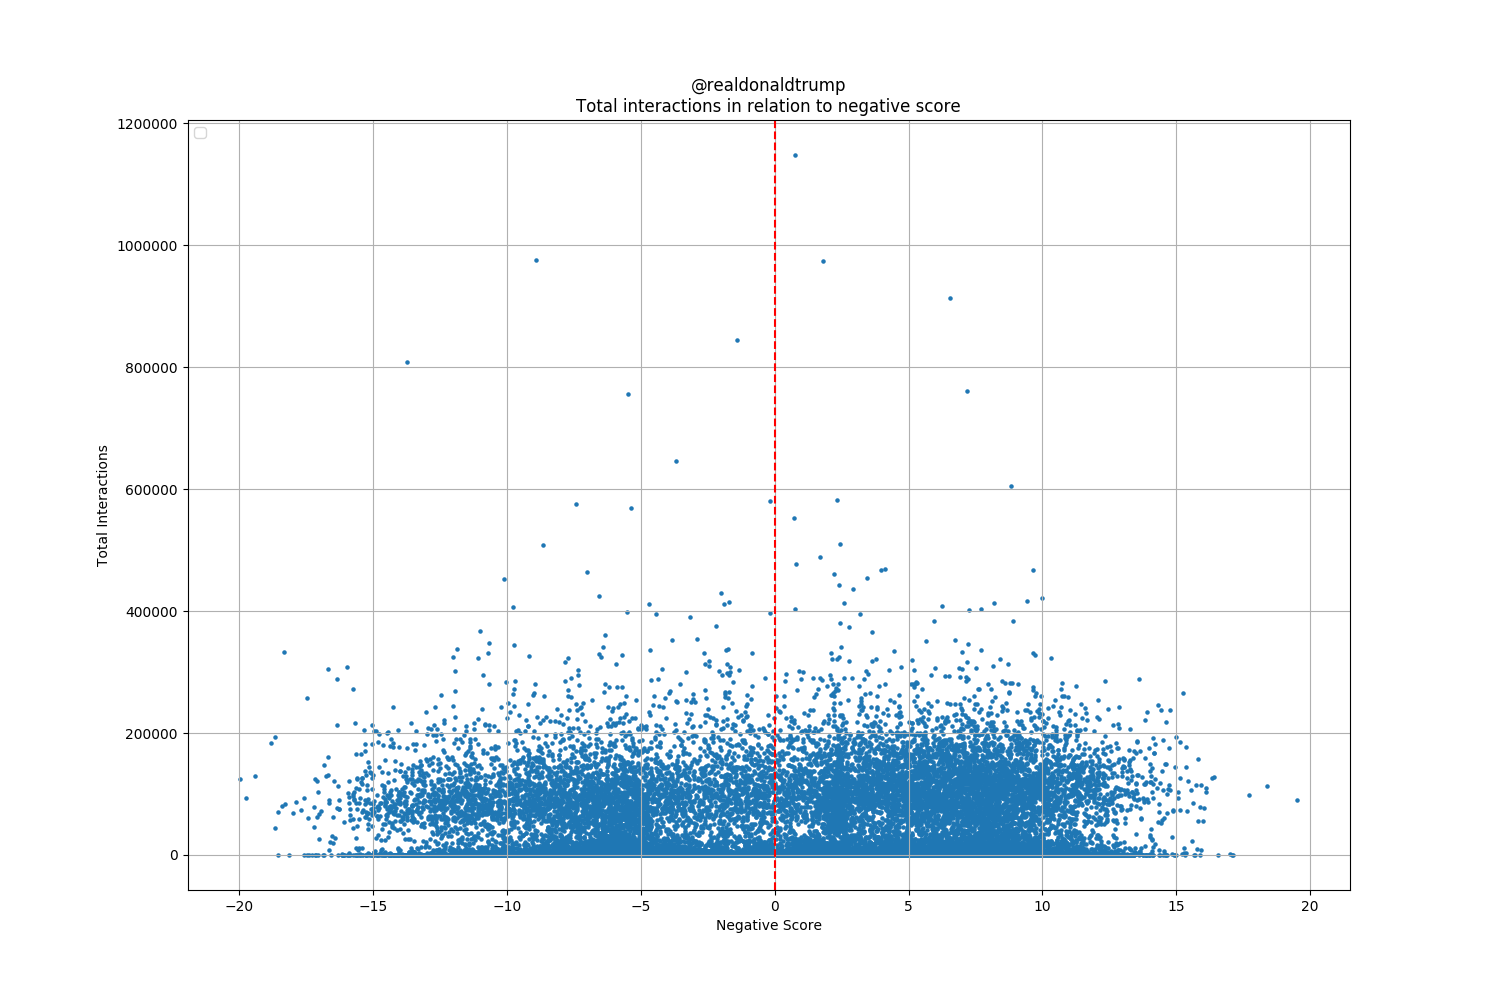 @realdonaldtrump
Total interactions in relation to negative score
1200000
1000000
800000
600000
400000
200000
0
Total Interactions
−20 −15 −10 −5 0 5 10 15 20
Negative Score